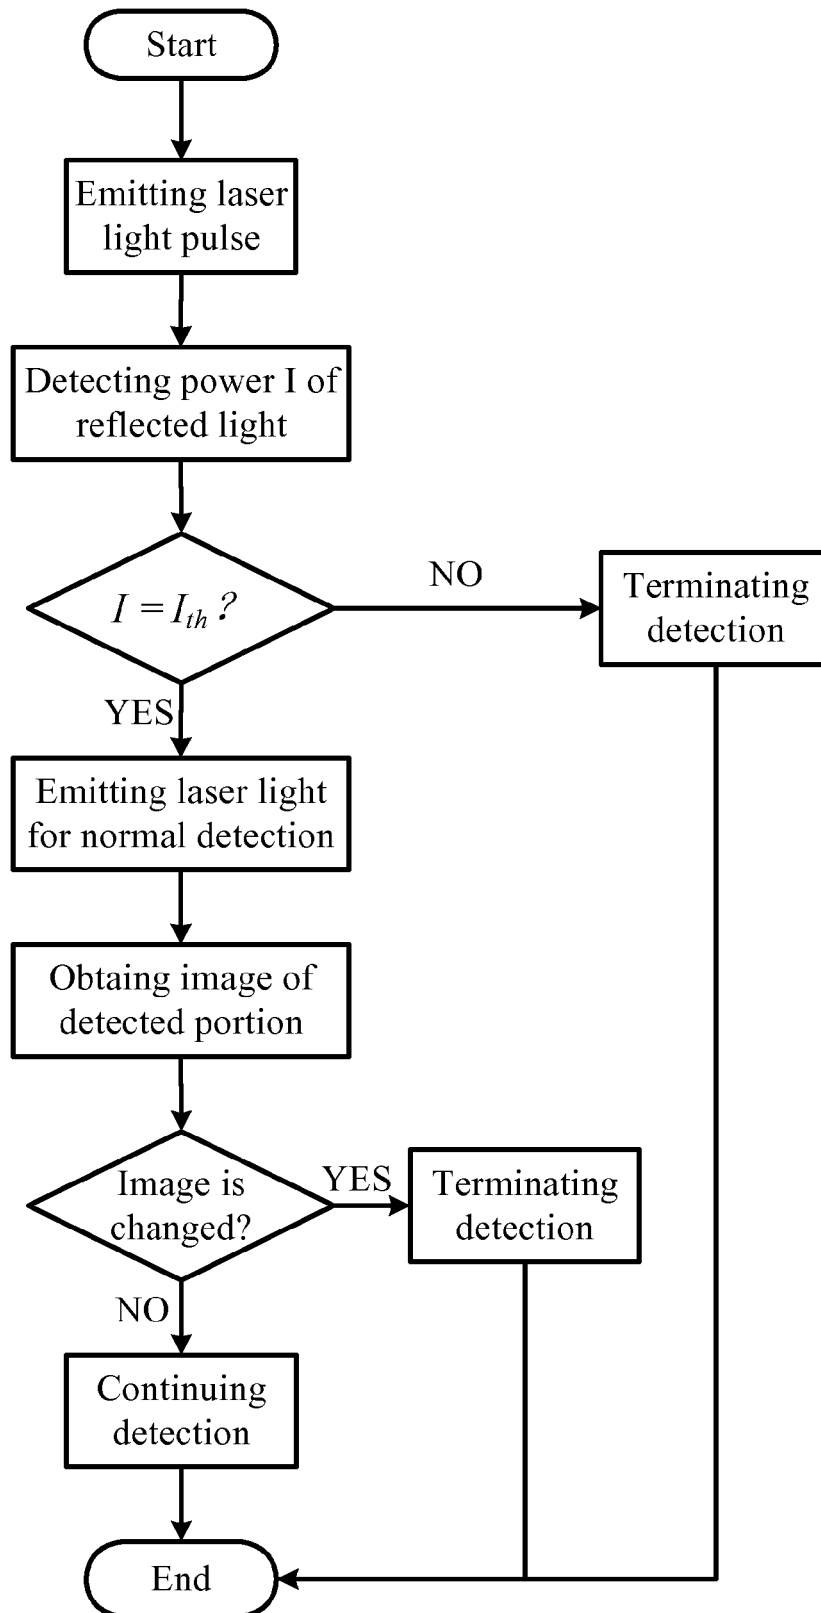 Start
Emitting laser
light pulse
Detecting power I of
reflected light
I = Ith ?
NO
Terminating
detection
YES
Emitting laser light
for normal detection
Obtaing image of
detected portion
Image is
changed?
YES
Terminating
detection
NO
Continuing
detection
End